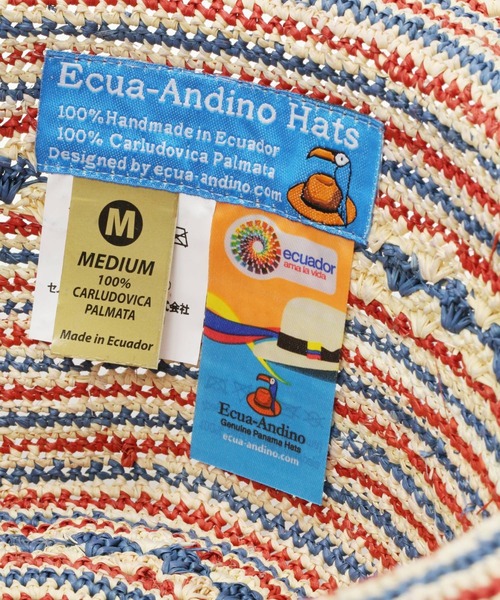 Ecua-Andino Hats
100%Handmade in Ecuador
100% Carludovica Palmata
Designed by ecua-andino.com
M
MEDIUM
100%
CARLUDOVICA
PALMATA
Made in Ecuador
ecuador
ama la vida
Ecua-Andino
Genuine Panama Hats
ecua-andino.com